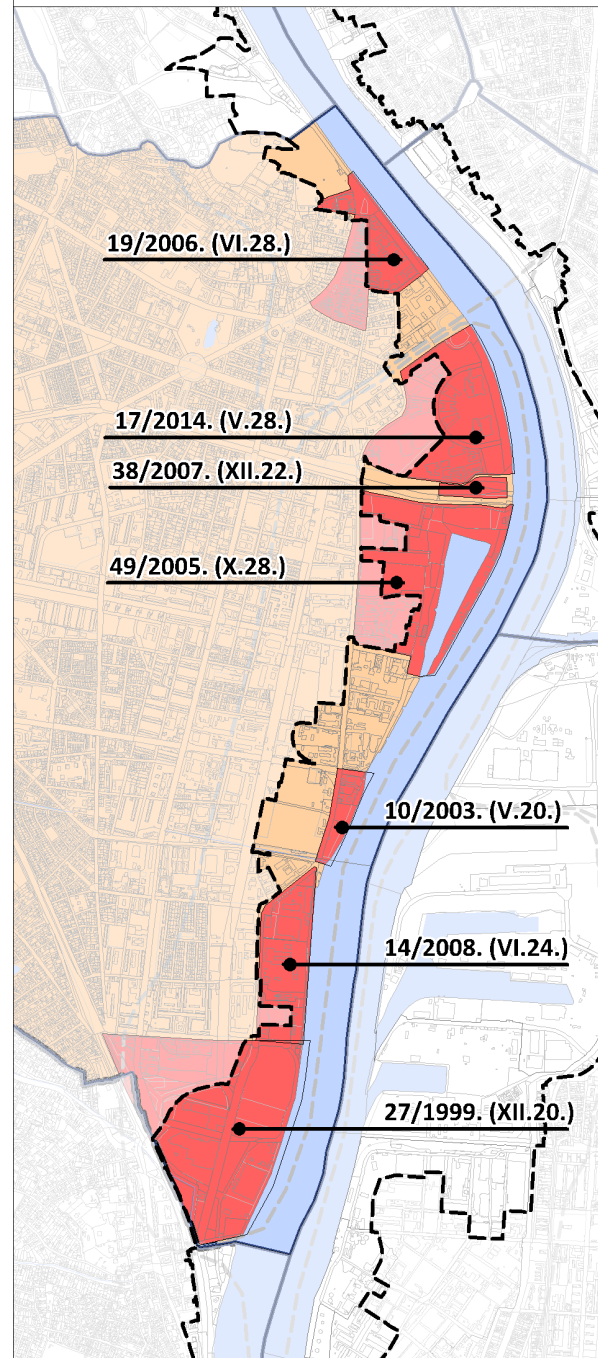 19/2006. (VI.28.)
17/2014. (V.28.)
38/2007. (XII.22.)
49/2005. (X.28.)
10/2003. (V.20.)
14/2008. (VI.24.)
27/1999. (XII.20.)